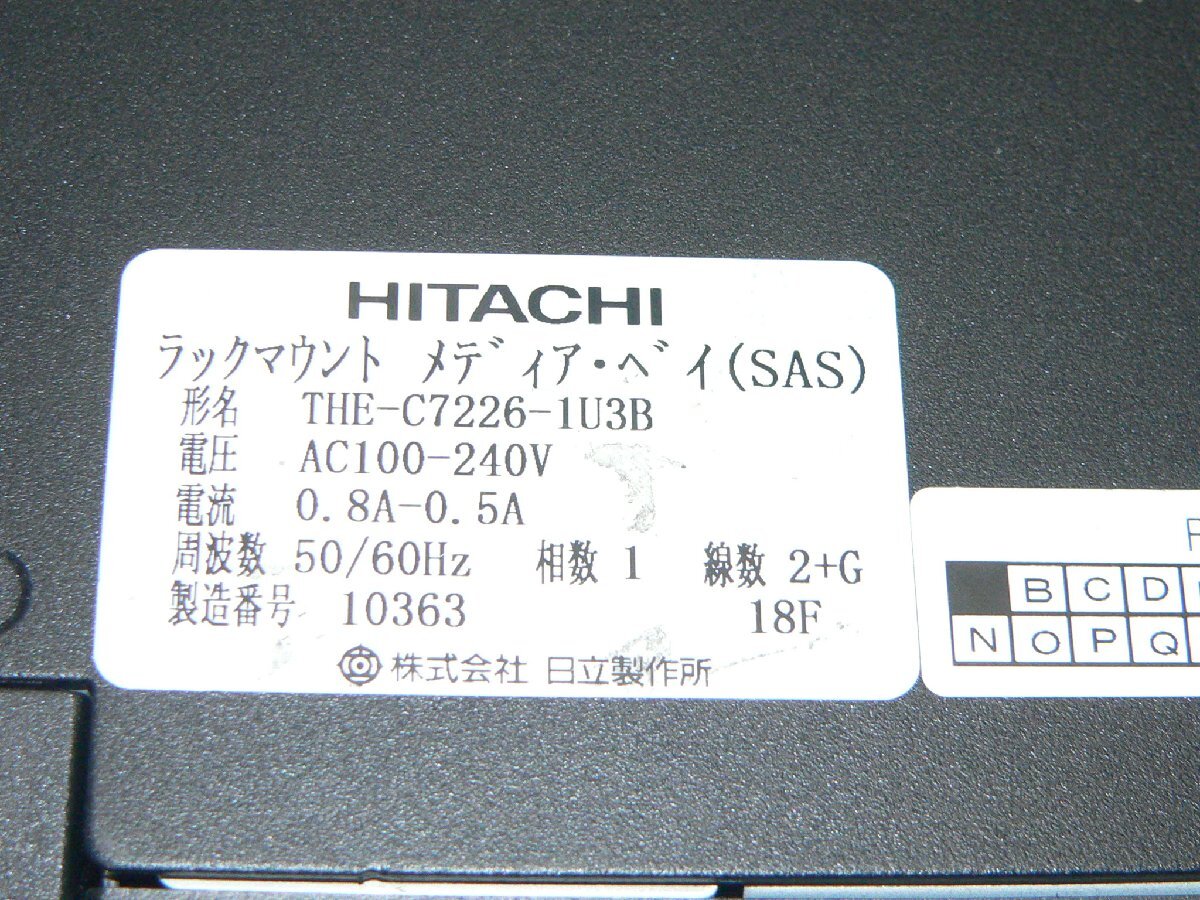 HITACHI
ラックマウント メディア・ベイ(SAS)
形名 THE-C7226-1U3B
電圧 AC100-240V
電流 0.8A-0.5A
周波数 50/60Hz 相数 1 線数 2+G
製造番号 10363 18F
株式会社 日立製作所
B C D
N O P Q